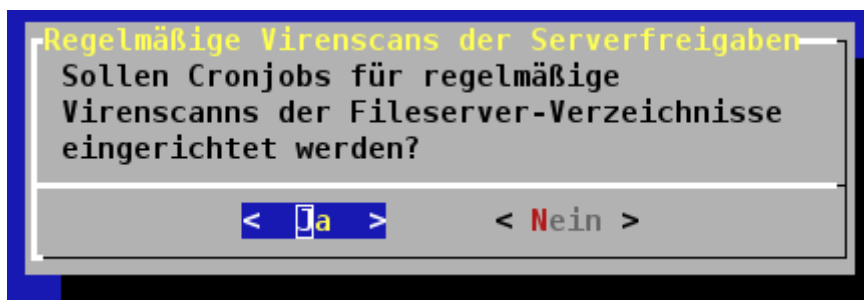 Regelmäßige Virenscans der Serverfreigaben
Sollen Cronjobs für regelmäßige
Virenscanns der Fileserver-Verzeichnisse
eingerichtet werden?
< Ja > < Nein >